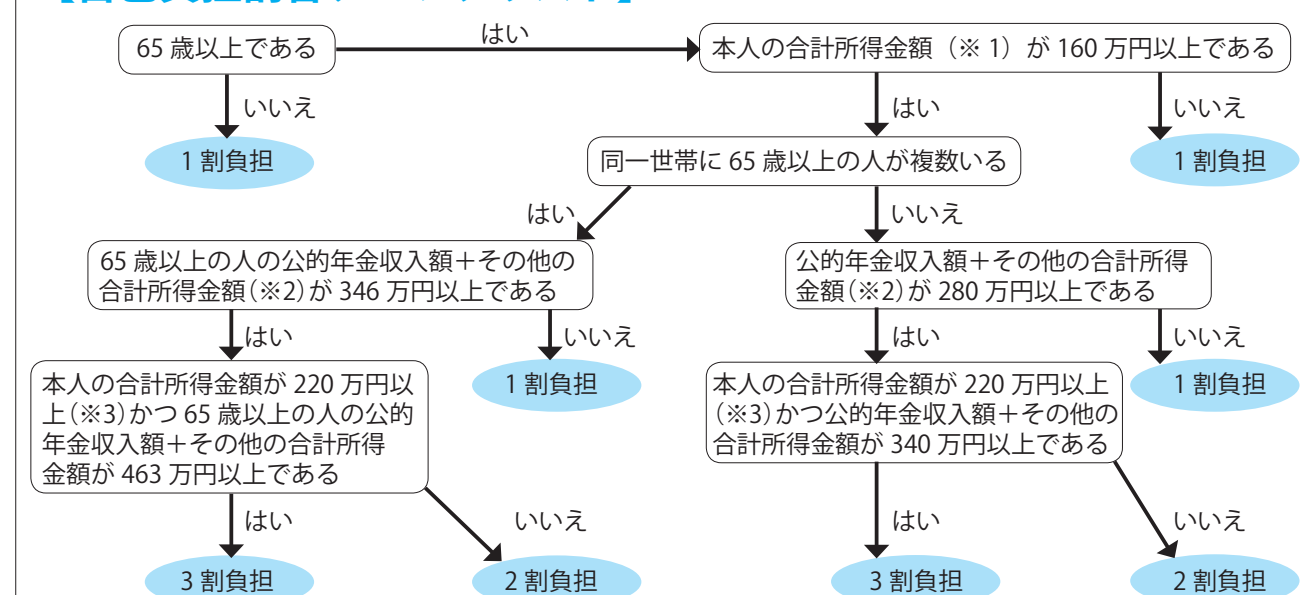 65 歳以上である
はい
本人の合計所得金額（※ 1）が 160 万円以上である
いいえ
はい
いいえ
1 割負担
同一世帯に 65 歳以上の人が複数いる
1 割負担
はい
いいえ
65 歳以上の人の公的年金収入額＋その他の
合計所得金額（※2）が 346 万円以上である
公的年金収入額＋その他の合計所得
金額（※2）が 280 万円以上である
はい
いいえ
はい
いいえ
本人の合計所得金額が 220 万円以
上（※3）かつ 65 歳以上の人の公的
年金収入額＋その他の合計所得
金額が 463 万円以上である
1 割負担
本人の合計所得金額が 220 万円以上
（※3）かつ公的年金収入額＋その他の
合計所得金額が 340 万円以上である
1 割負担
はい
いいえ
はい
いいえ
3 割負担
2 割負担
3 割負担
2 割負担